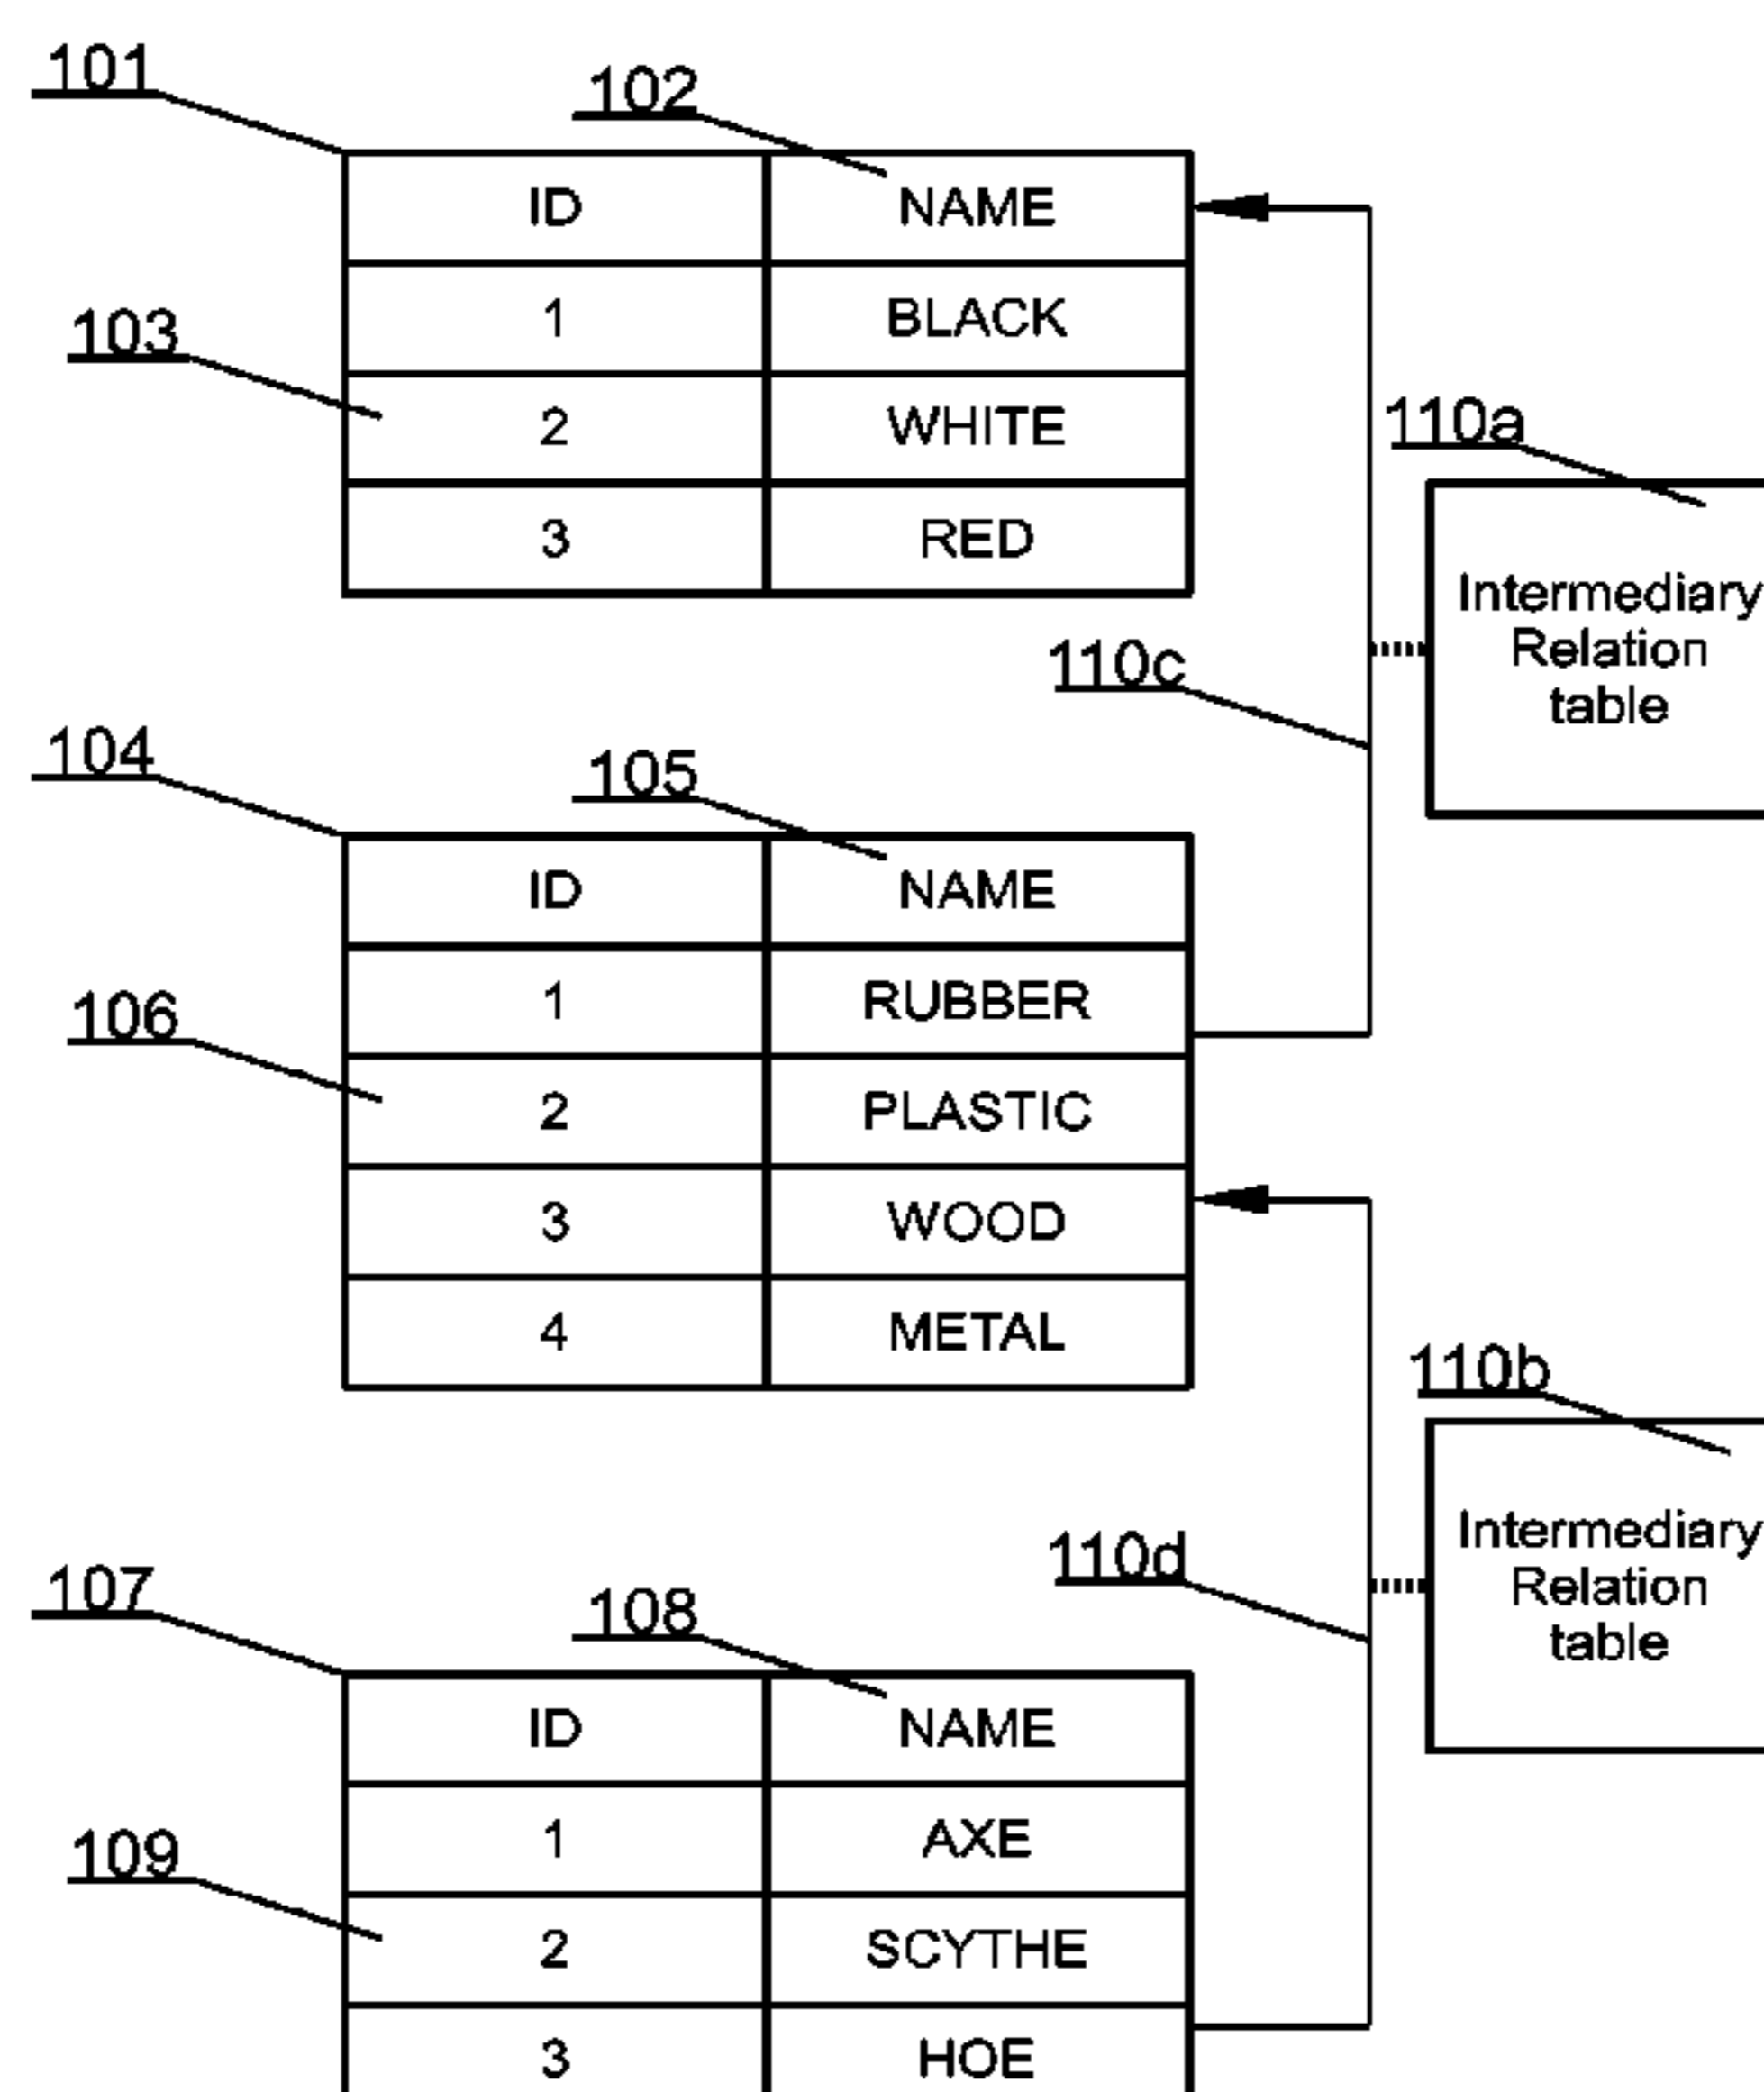 101
102
ID NAME
1 BLACK
103
2 WHITE
3 RED
110a
Intermediary
Relation
table
110c
104
105
ID NAME
1 RUBBER
106
2 PLASTIC
3 WOOD
4 METAL
110b
Intermediary
Relation
table
110d
107
108
ID NAME
1 AXE
109
2 SCYTHE
3 HOE